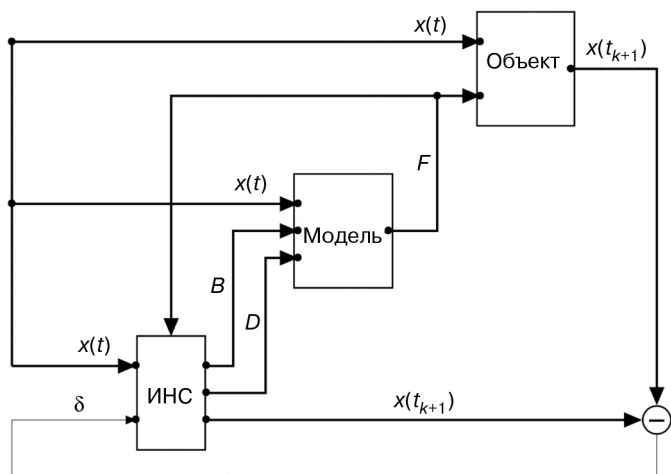 x(t)
Объект
x(t_{k+1})
F
x(t)
Модель
B
D
x(t)
ИНС
δ
x(t_{k+1})
−